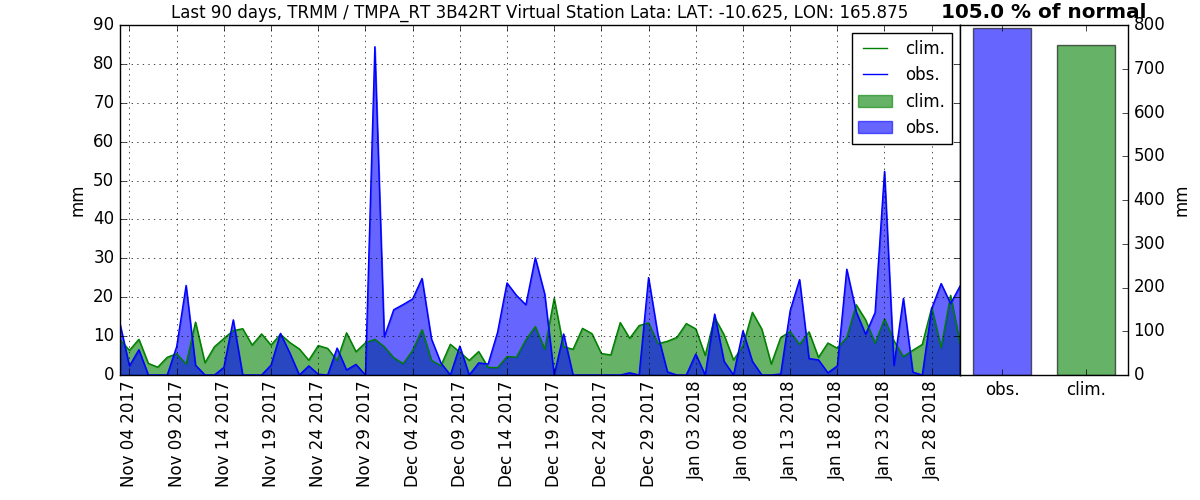 Last 90 days, TRMM / TMPA_RT 3B42RT Virtual Station Lata: LAT: -10.625, LON: 165.875
105.0 % of normal
90
80
70
60
50
40
30
20
10
0
mm
clim.
obs.
clim.
obs.
Nov 04 2017
Nov 09 2017
Nov 14 2017
Nov 19 2017
Nov 24 2017
Nov 29 2017
Dec 04 2017
Dec 09 2017
Dec 14 2017
Dec 19 2017
Dec 24 2017
Dec 29 2017
Jan 03 2018
Jan 08 2018
Jan 13 2018
Jan 18 2018
Jan 23 2018
Jan 28 2018
800
700
600
500
400
300
200
100
0
mm
obs.
clim.